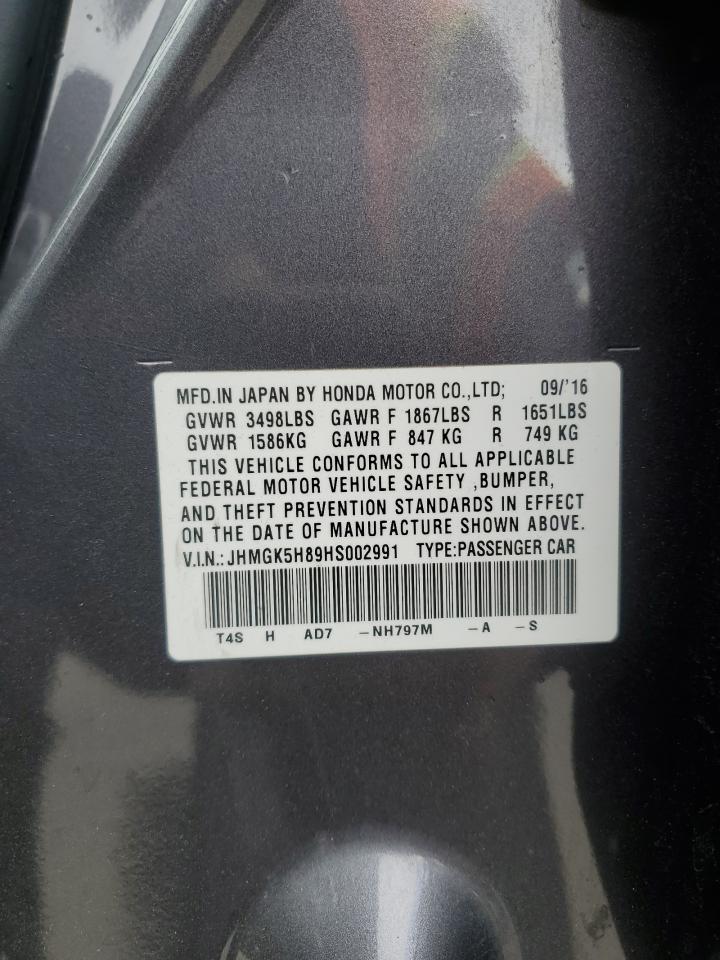 MFD.IN JAPAN BY HONDA MOTOR CO.,LTD; 09/'16
GVWR 3498LBS GAWR F 1867LBS R 1651LBS
GVWR 1586KG GAWR F 847 KG R 749 KG
THIS VEHICLE CONFORMS TO ALL APPLICABLE
FEDERAL MOTOR VEHICLE SAFETY ,BUMPER,
AND THEFT PREVENTION STANDARDS IN EFFECT
ON THE DATE OF MANUFACTURE SHOWN ABOVE.
V.I.N.: JHMGK5H89HS002991 TYPE:PASSENGER CAR
T4S H AD7 –NH797M –A –S